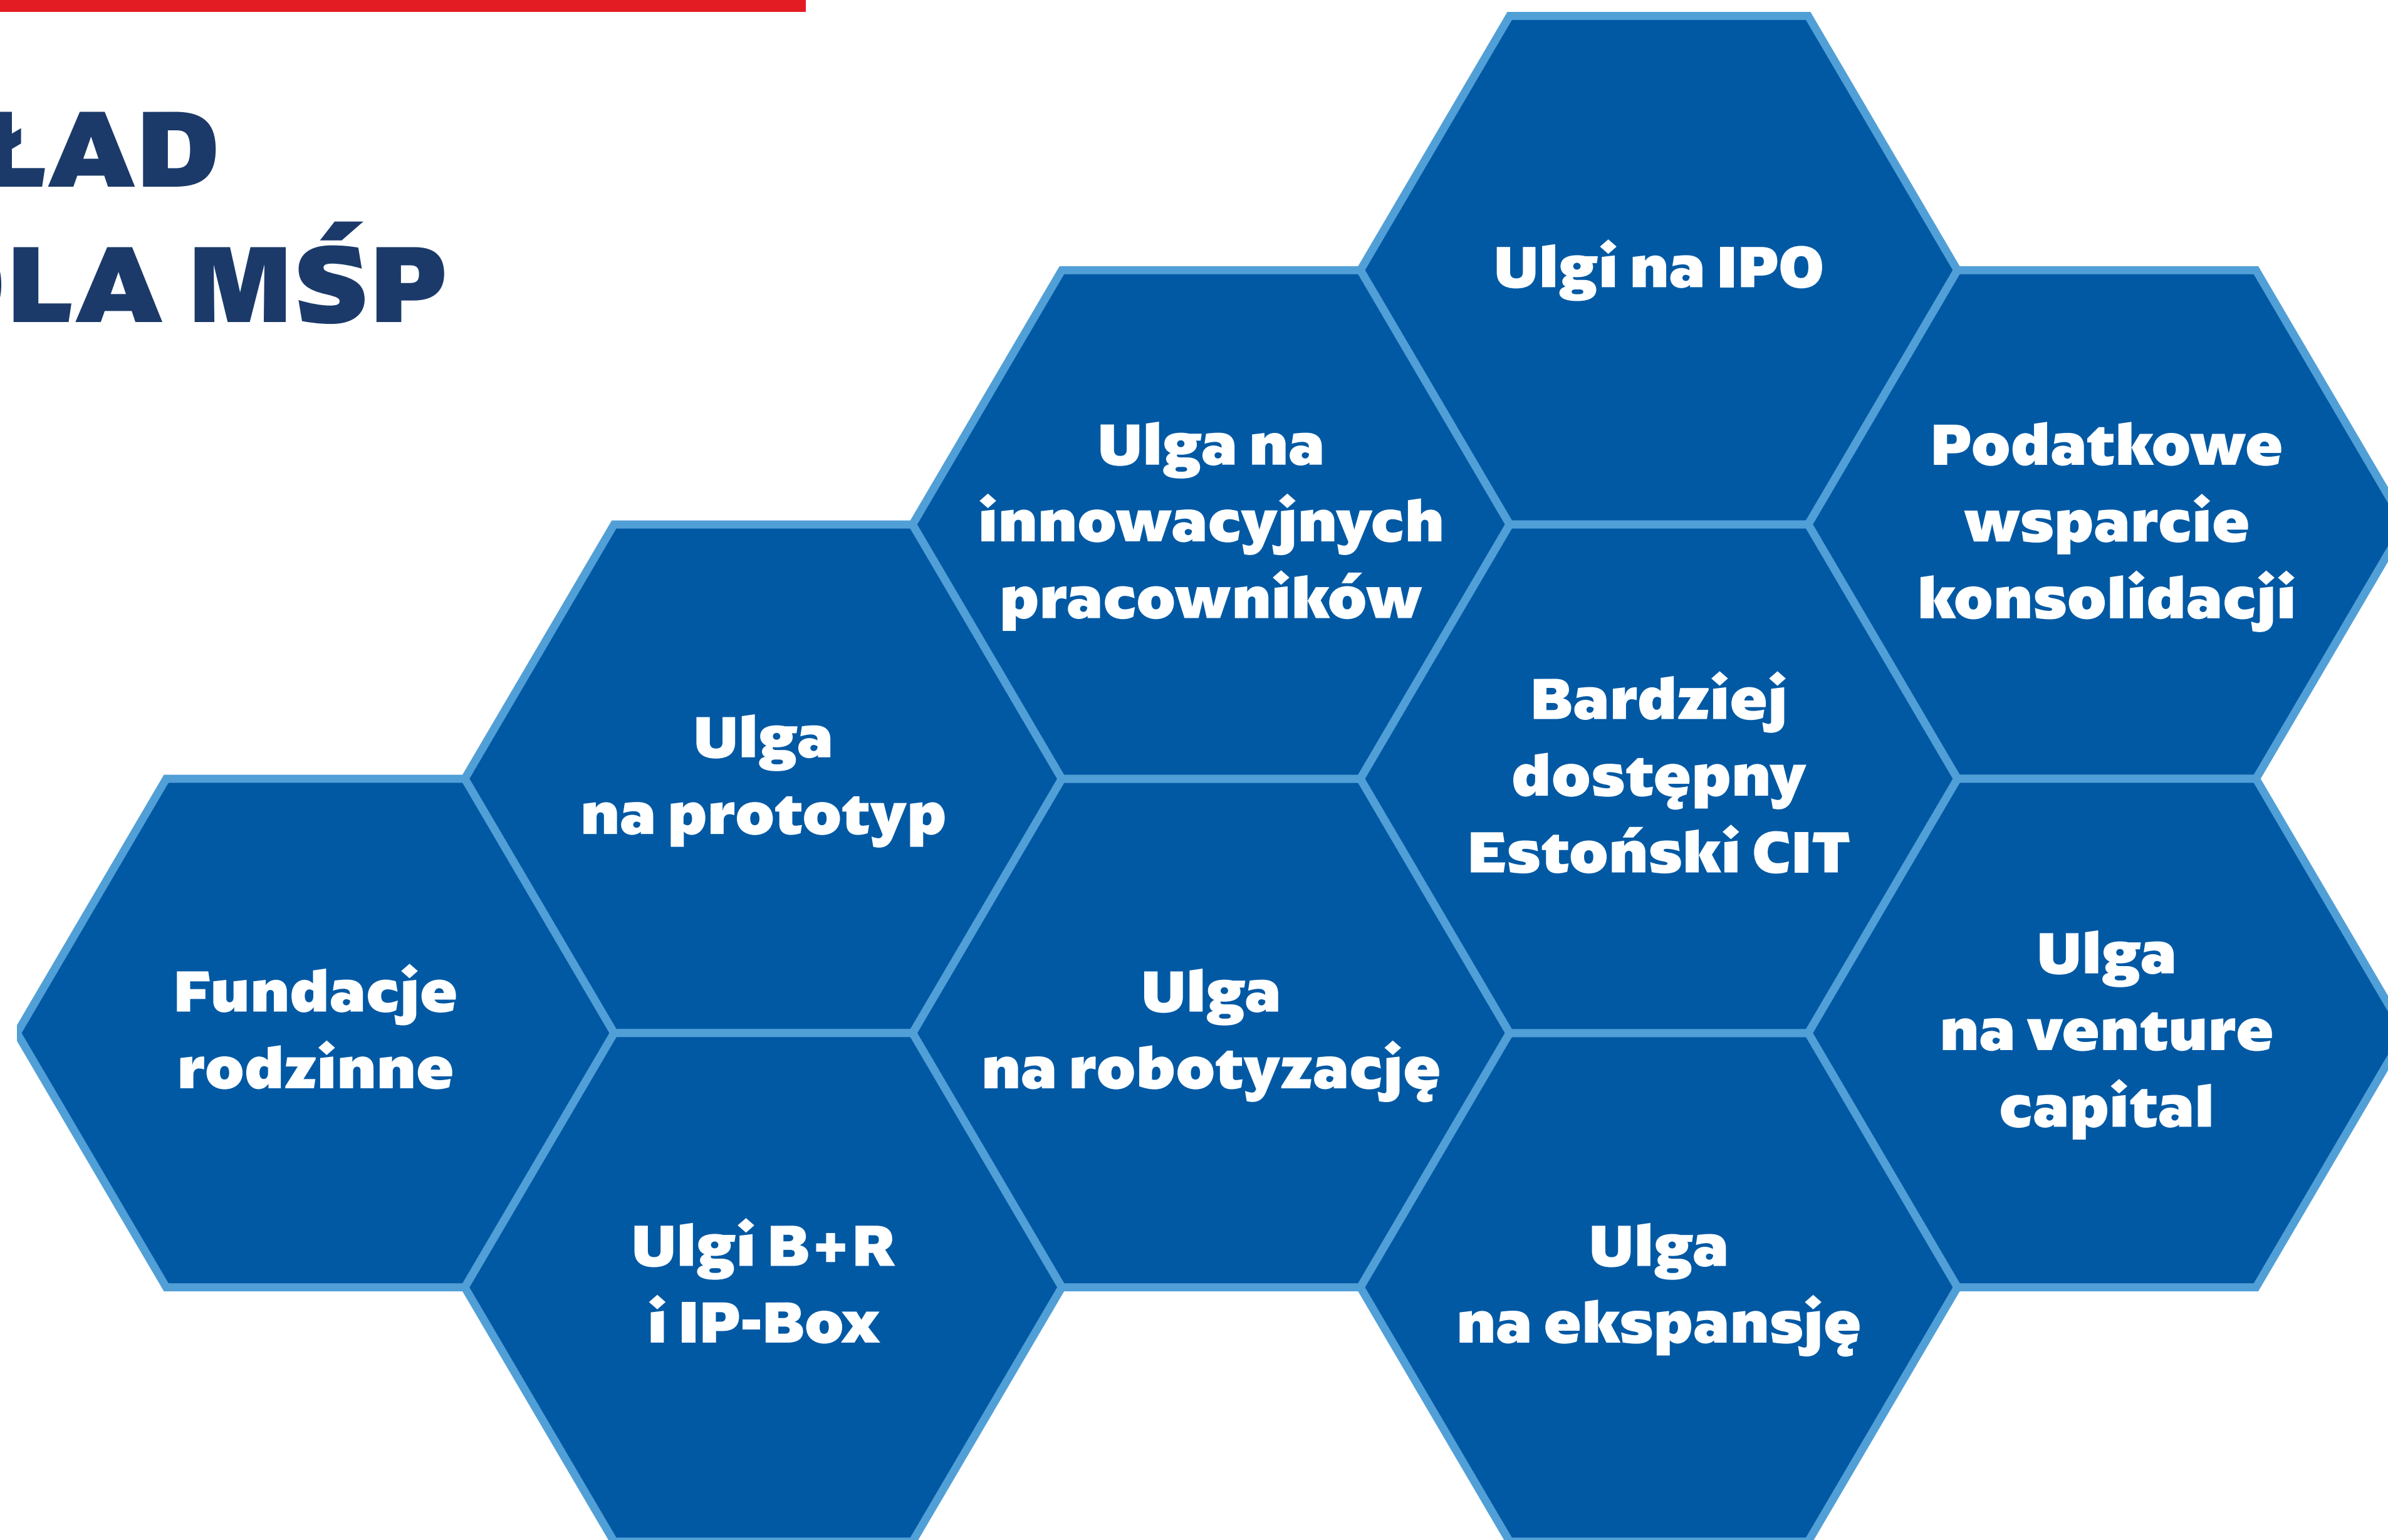 ŁAD
DLA MŚP
Ulgi na IPO
Ulga na
innowacyjnych
pracowników
Podatkowe
wsparcie
konsolidacji
Ulga
na prototyp
Bardziej
dostępny
Estoński CIT
Fundacje
rodzinne
Ulga
na robotyzację
Ulga
na venture
capital
Ulgi B+R
i IP-Box
Ulga
na ekspansję